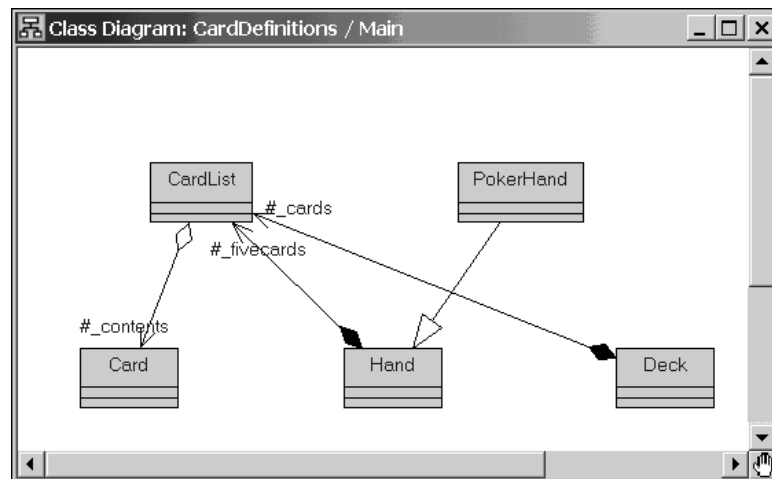 Class Diagram: CardDefinitions / Main
CardList
PokerHand
#_cards
#_fivecards
#_contents
Card
Hand
Deck